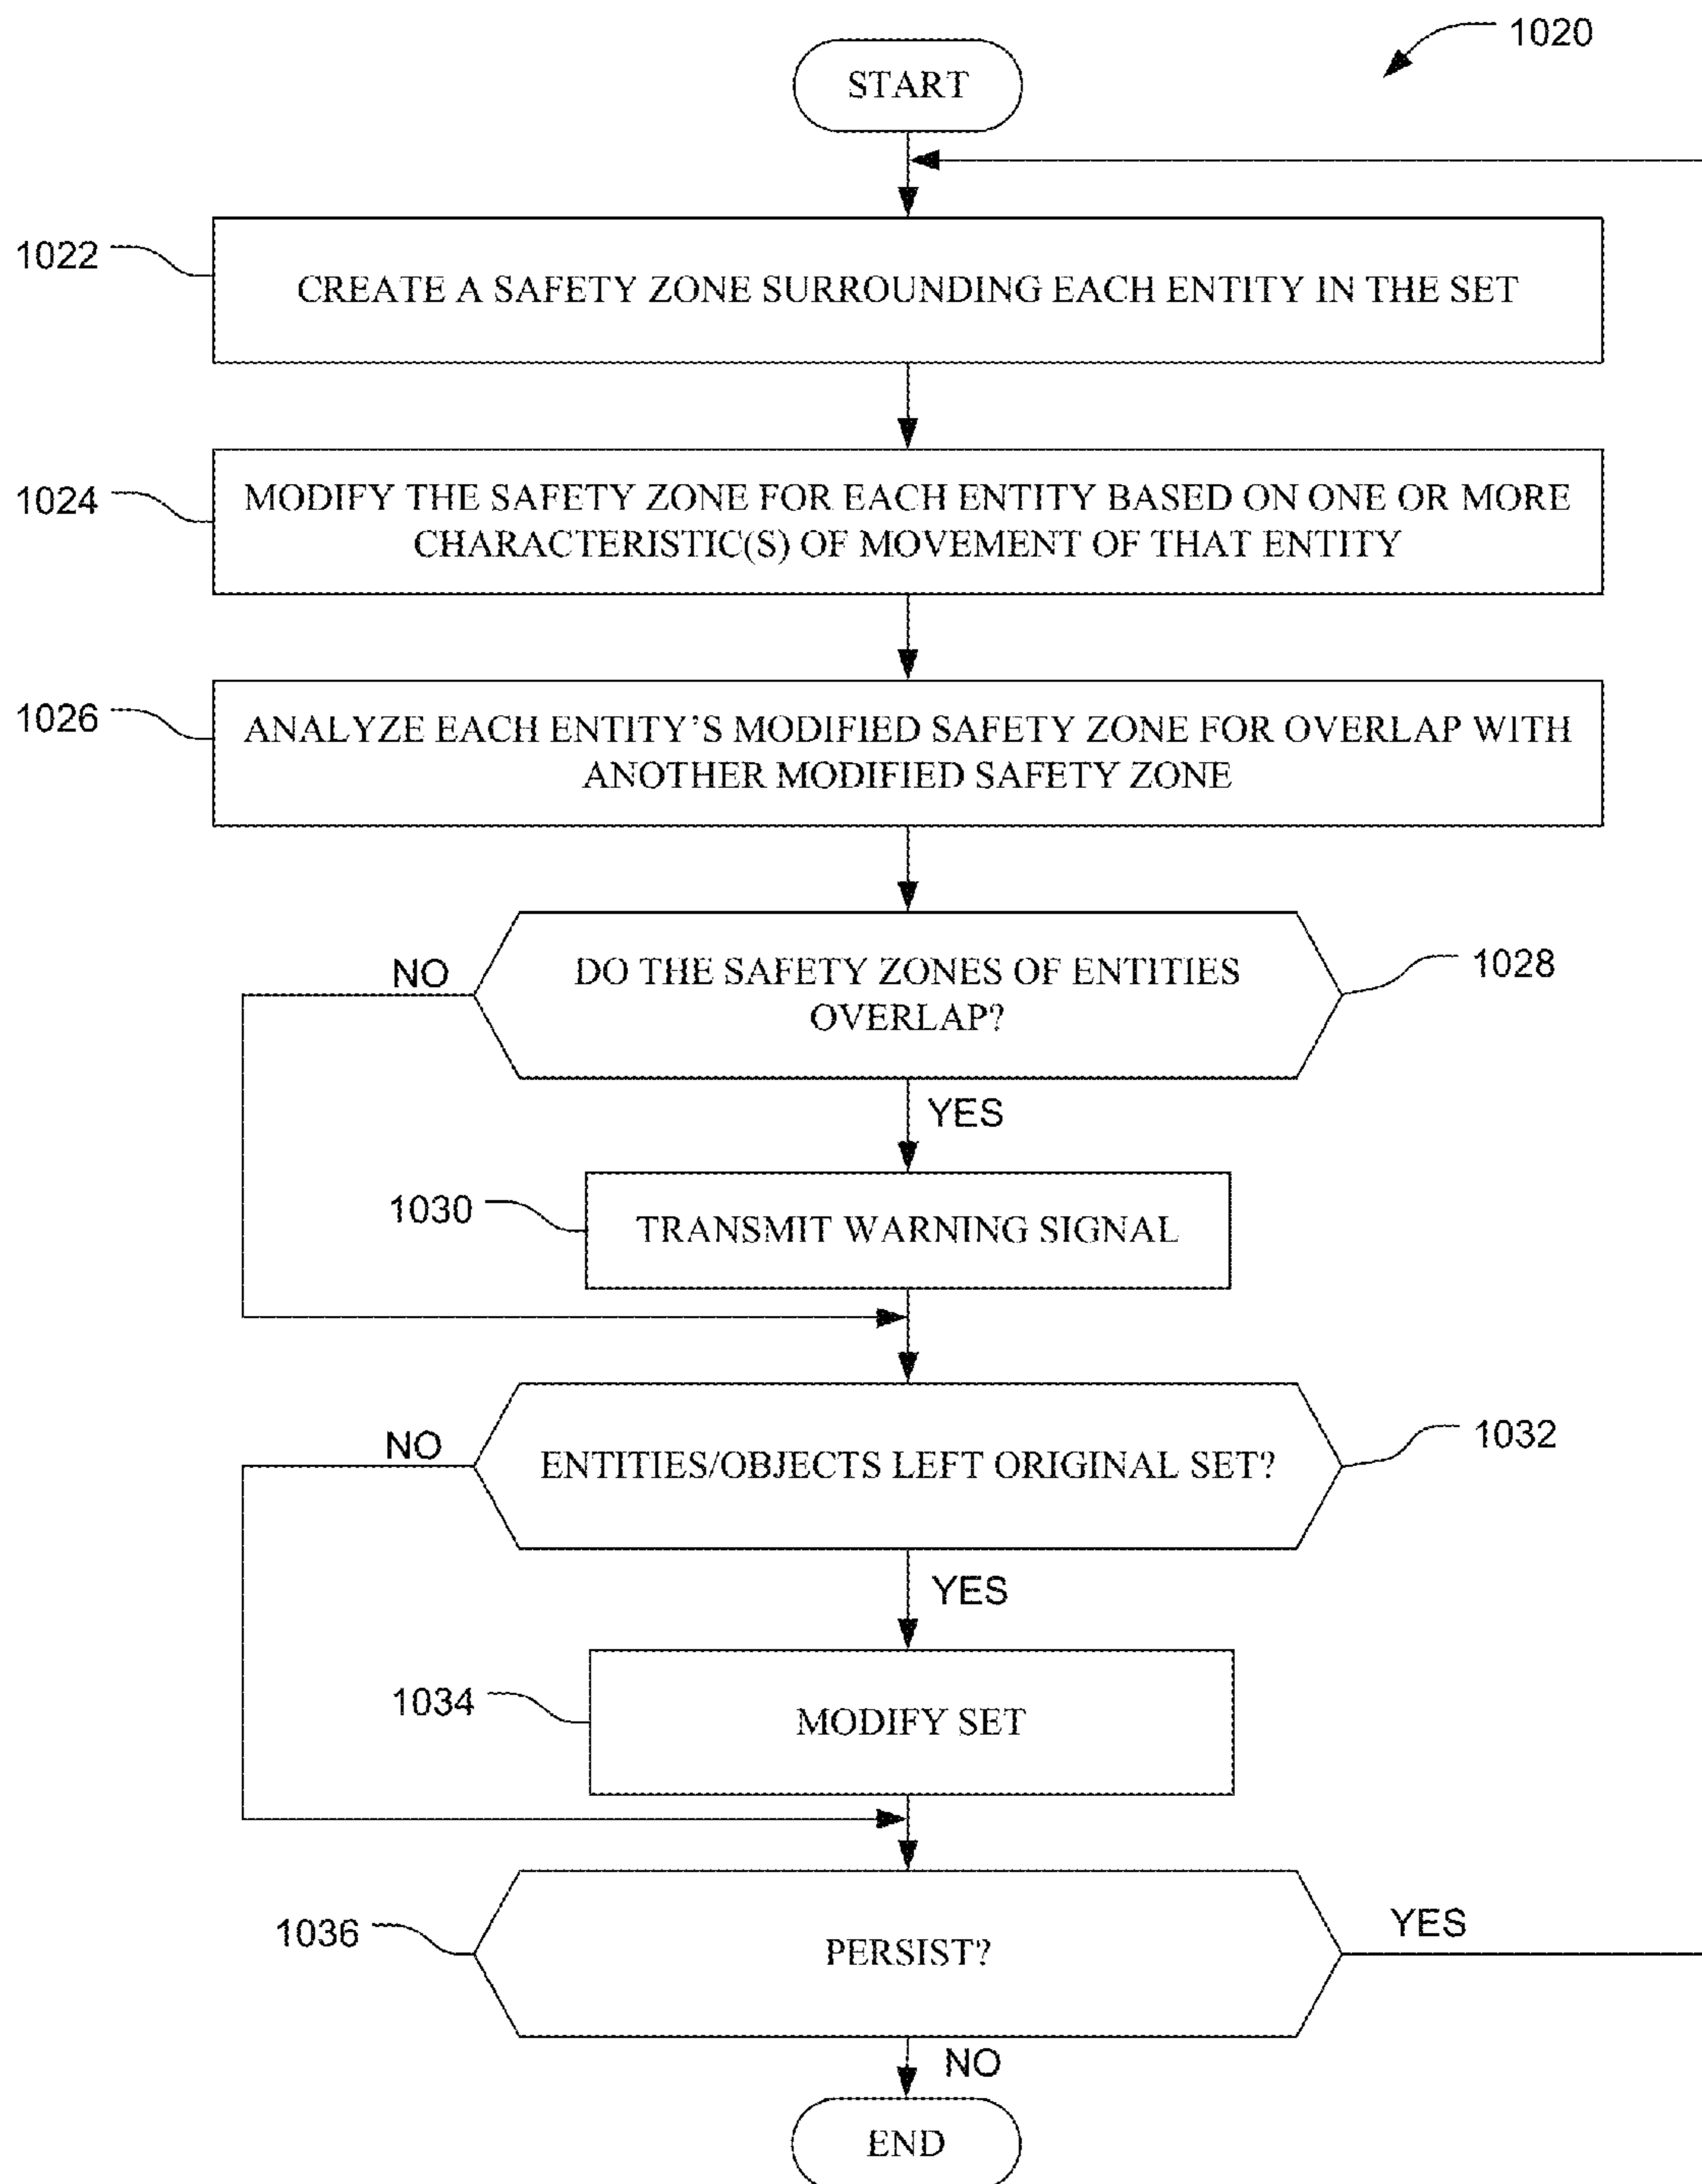 1020
START
1022
CREATE A SAFETY ZONE SURROUNDING EACH ENTITY IN THE SET
1024
MODIFY THE SAFETY ZONE FOR EACH ENTITY BASED ON ONE OR MORE
CHARACTERISTIC(S) OF MOVEMENT OF THAT ENTITY
1026
ANALYZE EACH ENTITY’S MODIFIED SAFETY ZONE FOR OVERLAP WITH
ANOTHER MODIFIED SAFETY ZONE
NO
DO THE SAFETY ZONES OF ENTITIES
OVERLAP?
1028
YES
1030
TRANSMIT WARNING SIGNAL
NO
ENTITIES/OBJECTS LEFT ORIGINAL SET?
1032
YES
1034
MODIFY SET
1036
PERSIST?
YES
NO
END